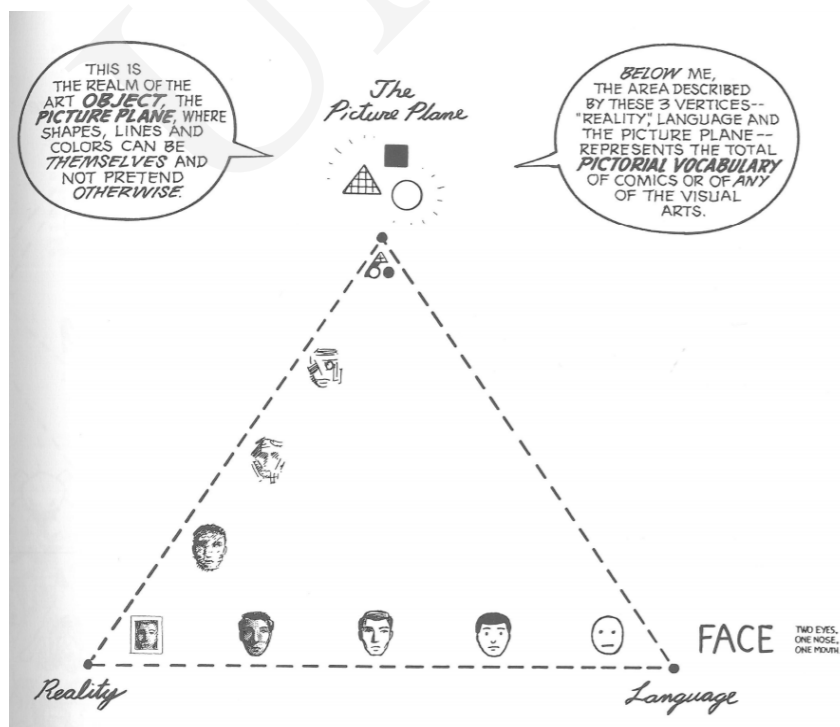 THIS IS
THE REALM OF THE
ART OBJECT, THE
PICTURE PLANE, WHERE
SHAPES, LINES AND
COLORS CAN BE
THEMSELVES AND
NOT PRETEND
OTHERWISE.
The
Picture Plane
BELOW ME,
THE AREA DESCRIBED
BY THESE 3 VERTICES--
"REALITY," LANGUAGE AND
THE PICTURE PLANE--
REPRESENTS THE TOTAL
PICTORIAL VOCABULARY
OF COMICS OR OF ANY
OF THE VISUAL
ARTS.
FACE
TWO EYES,
ONE NOSE,
ONE MOUTH
Reality
Language